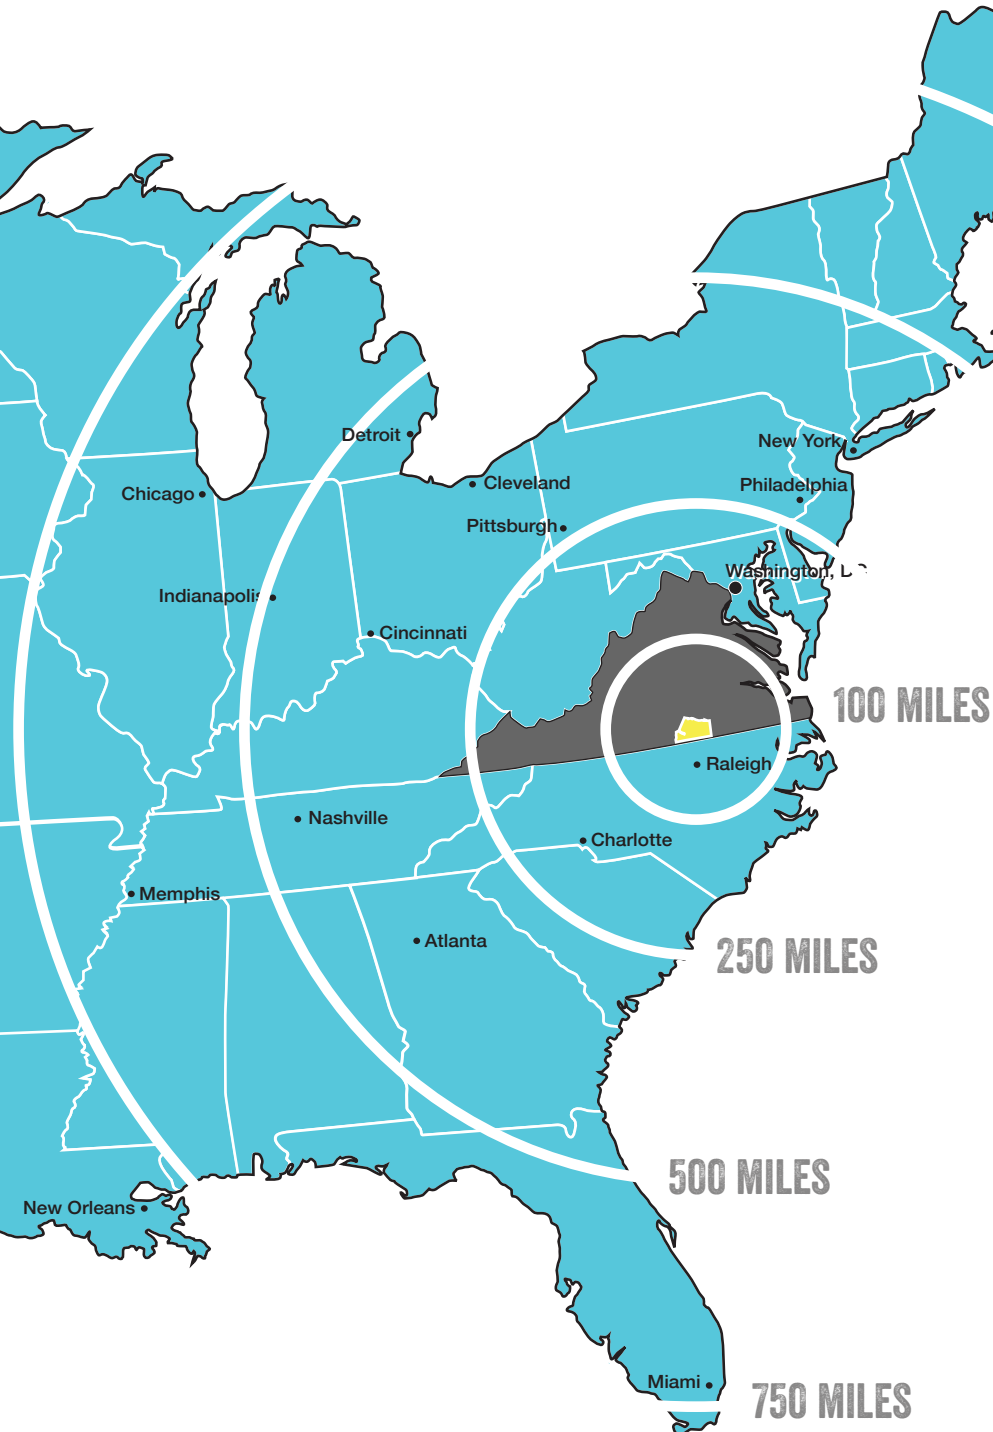 Detroit
New York
Cleveland
Philadelphia
Chicago
Pittsburgh
Washington,
Indianapolis
Cincinnati
100 MILES
Raleigh
Nashville
Charlotte
Memphis
Atlanta
250 MILES
500 MILES
New Orleans
Miami
750 MILES